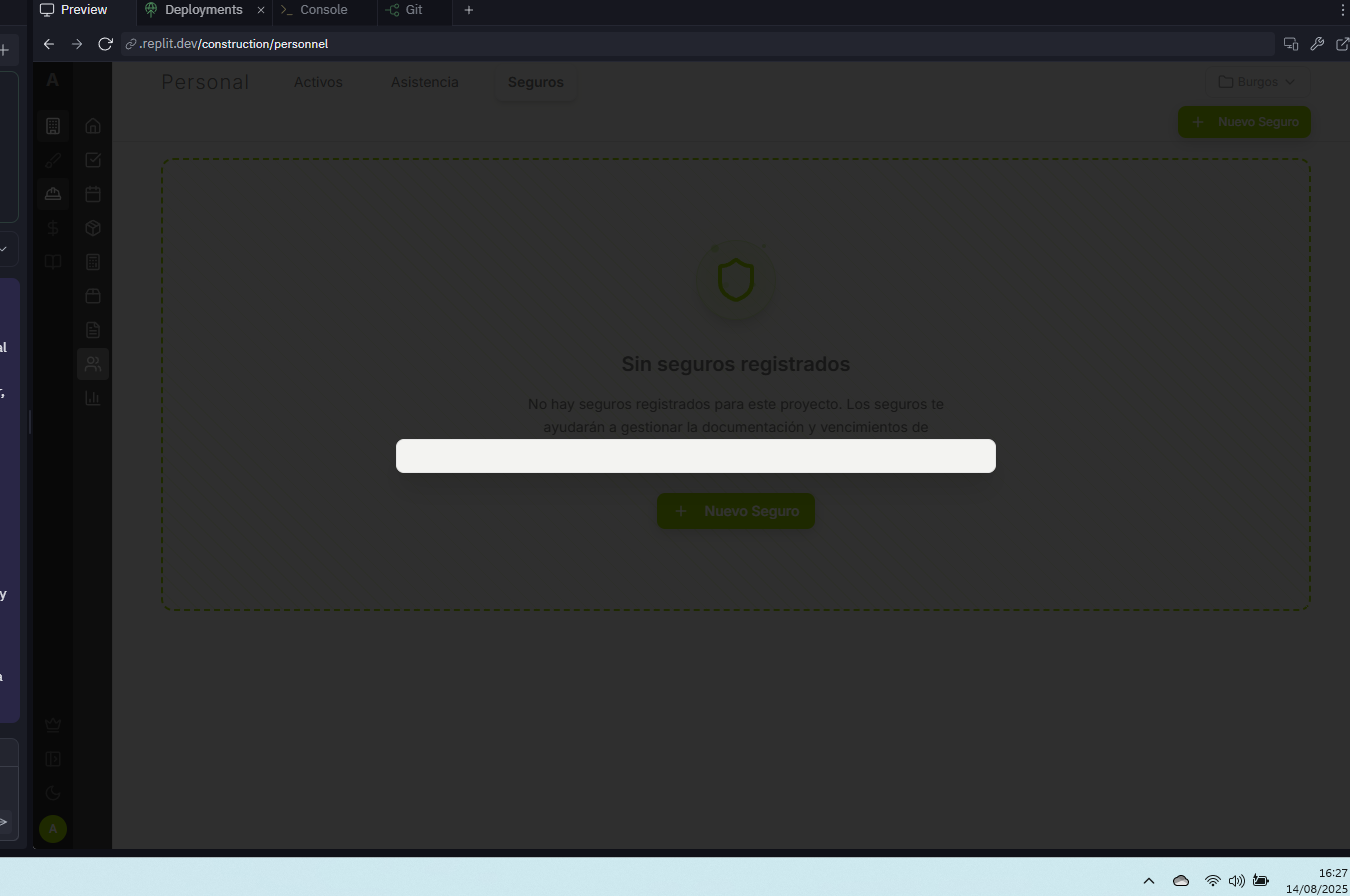 Preview
Deployments
Console
Git
.replit.dev/construction/personnel
A
Personal
Activos
Asistencia
Seguros
Burgos
Nuevo Seguro
al
r,
Sin seguros registrados
No hay seguros registrados para este proyecto. Los seguros te
ayudarán a gestionar la documentación y vencimientos de
Nuevo Seguro
y
a
A
16:27
14/08/2025